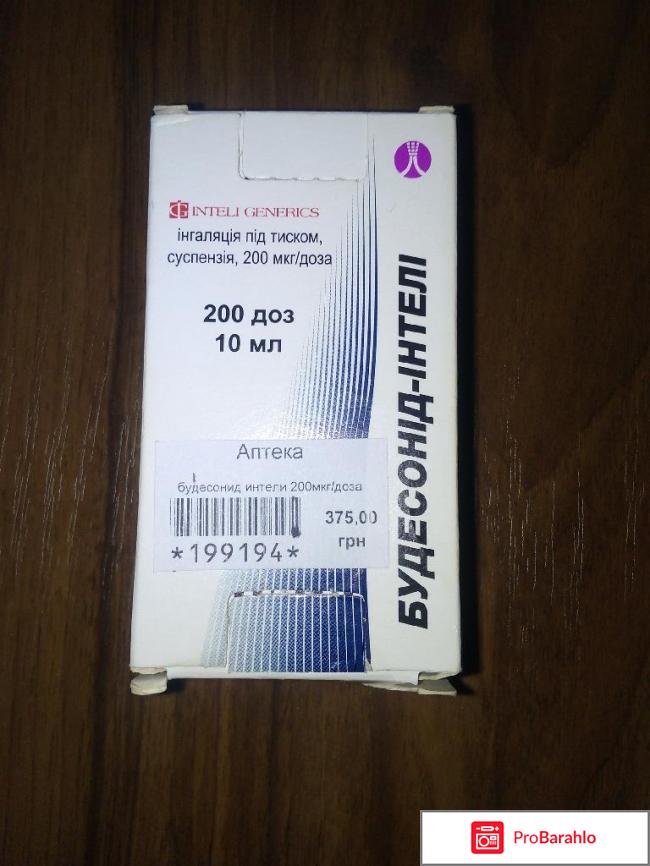 INTELI GENERICS
інгаляція під тиском,
суспензія, 200 мкг/доза
200 доз
10 мл
БУДЕСОНІД-ІНТЕЛІ
Аптека
будесонид интели 200мкг/доза
375,00
грн
*199194*
ProBarahlo